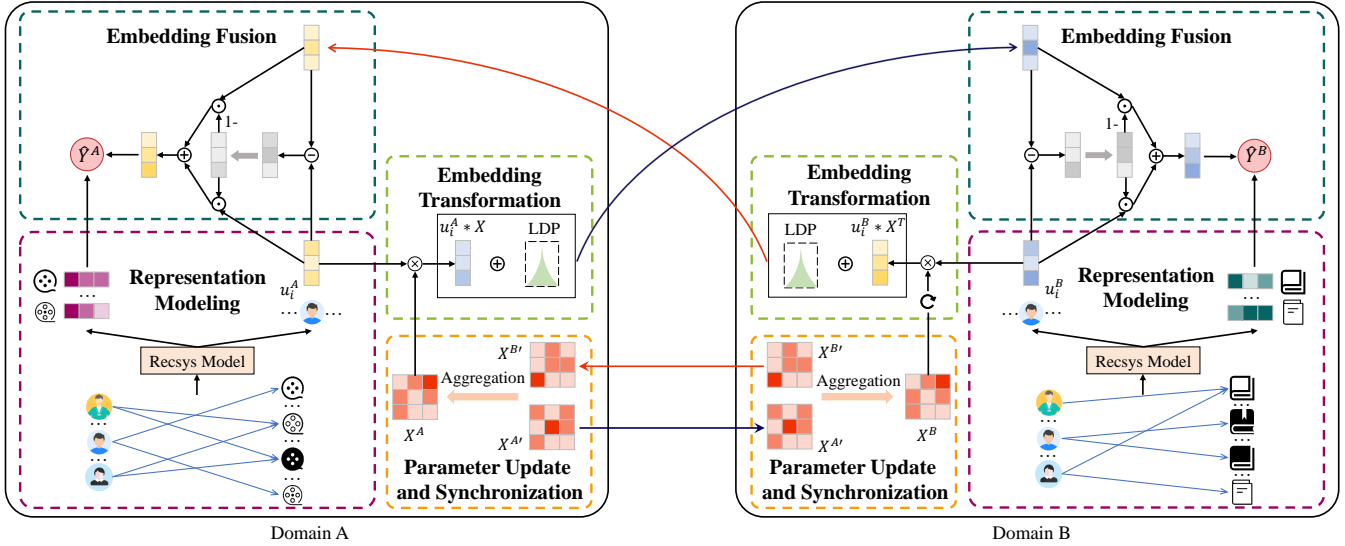 Embedding Fusion
1-
Ŷ^A
Embedding
Transformation
u_i^A * X
LDP
Representation
Modeling
u_i^A
...
...
...
Recsys Model
...
...
...
...
...
X^{B'}
Aggregation
X^A
X^{A'}
Parameter Update
and Synchronization
Domain A
Embedding Fusion
1-
Ŷ^B
Embedding
Transformation
LDP
u_i^B * X^T
Representation
Modeling
u_i^B
...
...
...
Recsys Model
...
...
...
...
...
X^{B'}
Aggregation
X^B
X^{A'}
Parameter Update
and Synchronization
Domain B